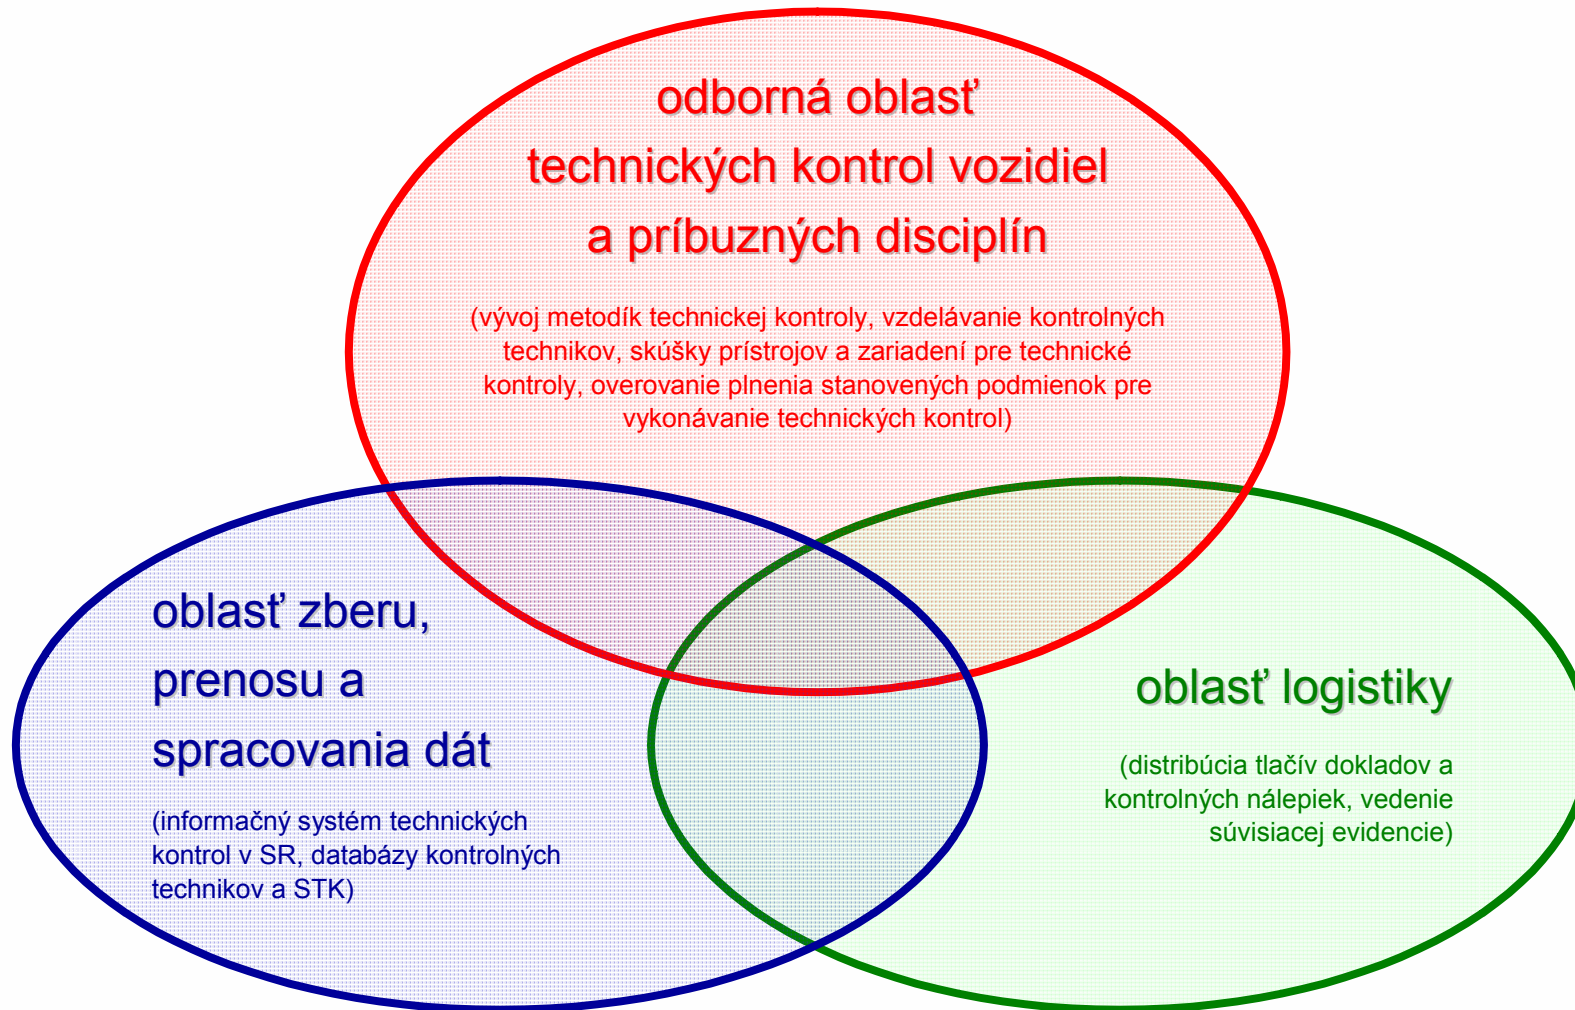 odborná oblasť
technických kontrol vozidiel
a príbuzných disciplín
(vývoj metodík technickej kontroly, vzdelávanie kontrolných
technikov, skúšky prístrojov a zariadení pre technické
kontroly, overovanie plnenia stanovených podmienok pre
vykonávanie technických kontrol)
oblasť zberu,
prenosu a
spracovania dát
(informačný systém technických
kontrol v SR, databázy kontrolných
technikov a STK)
oblasť logistiky
(distribúcia tlačív dokladov a
kontrolných nálepiek, vedenie
súvisiacej evidencie)